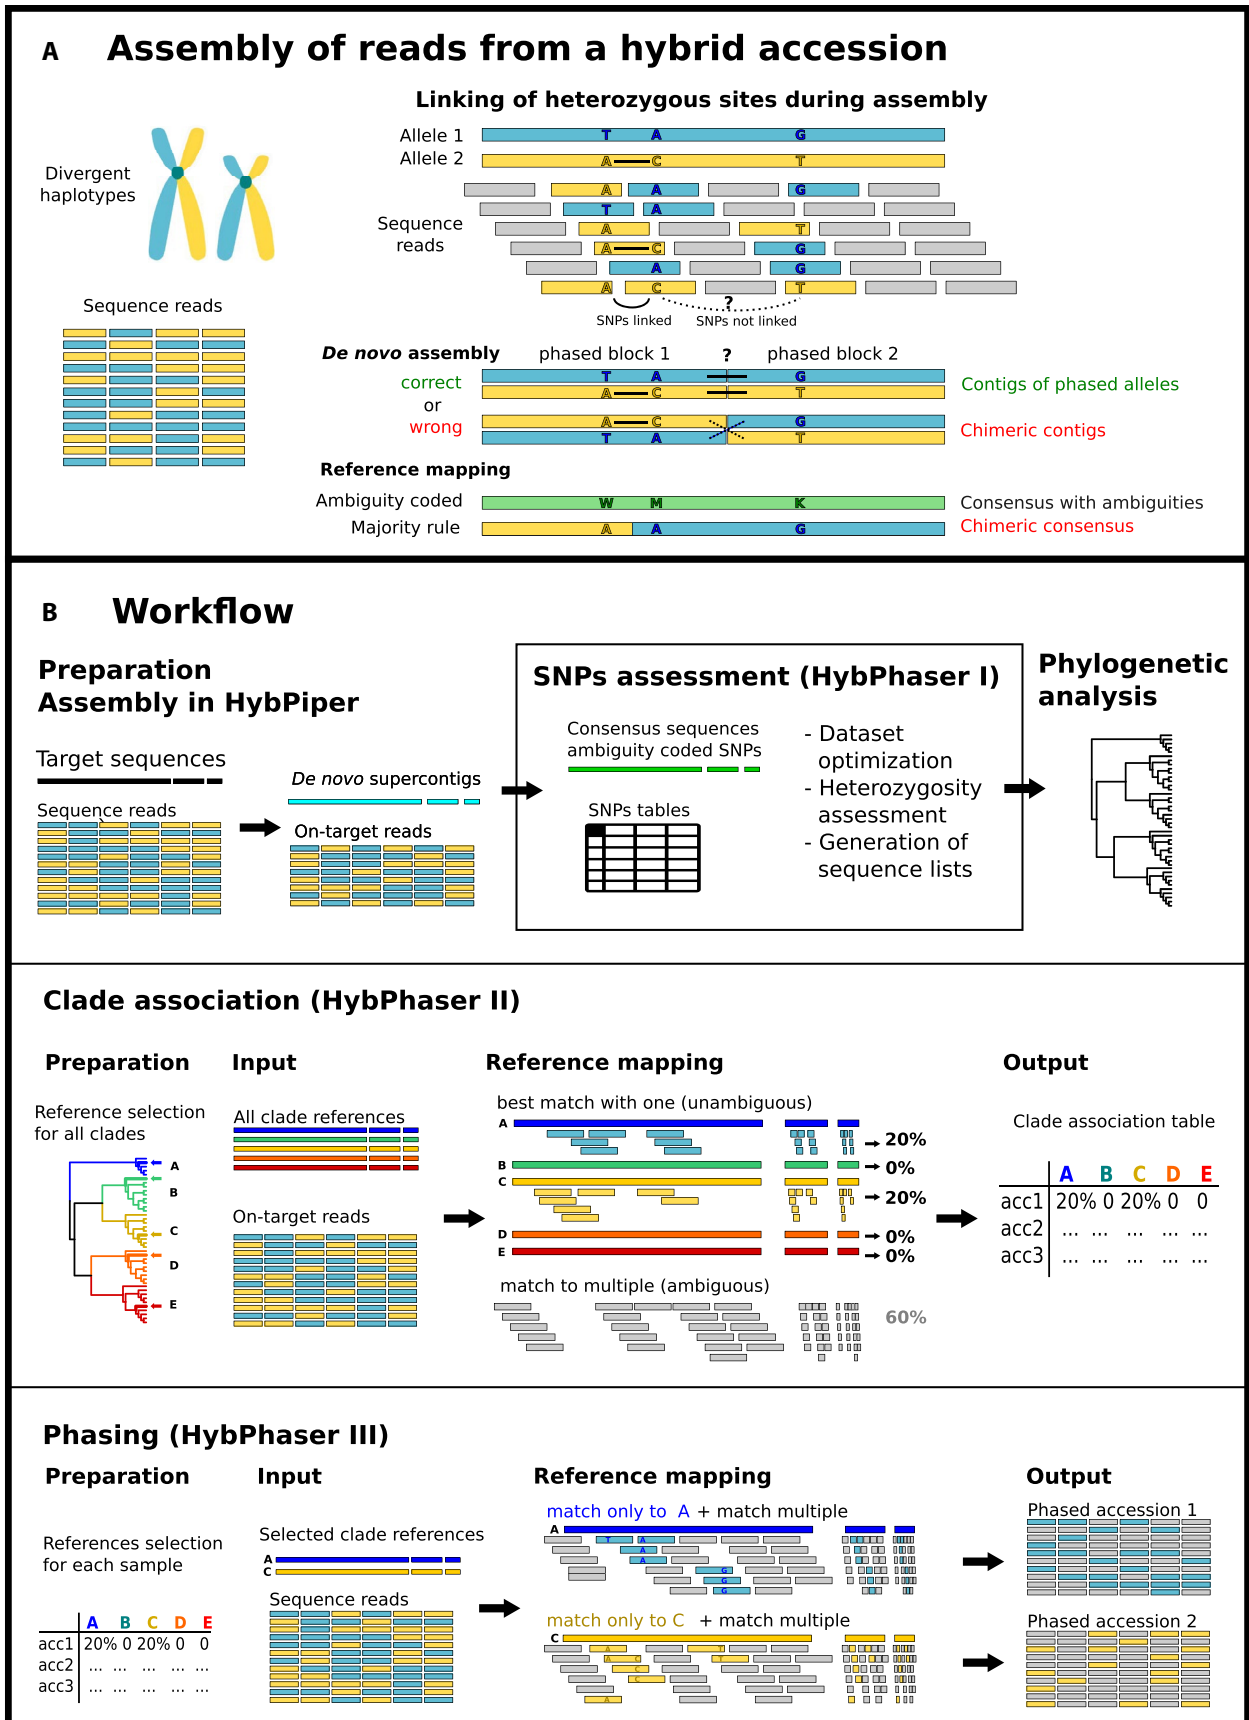 A Assembly of reads from a hybrid accession
Linking of heterozygous sites during assembly
Divergent
haplotypes
Sequence reads
Allele 1 T A G
Allele 2 A C T
Sequence
reads
A A G
T A
A T
A C G
A G
A C T
?
SNPs linked SNPs not linked
De novo assembly phased block 1 ? phased block 2
correct
or
wrong
T A G
A C T
Contigs of phased alleles
A C G
T A T
Chimeric contigs
Reference mapping
Ambiguity coded W M K Consensus with ambiguities
Majority rule A A G Chimeric consensus
B Workflow
Preparation
Assembly in HybPiper
Target sequences
Sequence reads
De novo supercontigs
On-target reads
SNPs assessment (HybPhaser I)
Consensus sequences
ambiguity coded SNPs
SNPs tables
- Dataset
optimization
- Heterozygosity
assessment
- Generation of
sequence lists
Phylogenetic
analysis
Clade association (HybPhaser II)
Preparation
Reference selection
for all clades
A
B
C
D
E
Input
All clade references
On-target reads
Reference mapping
best match with one (unambiguous)
A 20%
B 0%
C 20%
D 0%
E 0%
match to multiple (ambiguous)
60%
Output
Clade association table
A B C D E
acc1 20% 0 20% 0 0
acc2 ... ... ... ... ...
acc3 ... ... ... ... ...
Phasing (HybPhaser III)
Preparation
References selection
for each sample
A B C D E
acc1 20% 0 20% 0 0
acc2 ... ... ... ...
acc3 ... ... ... ...
Input
Selected clade references
A
C
Sequence reads
Reference mapping
match only to A + match multiple
A
T A
A
A
G
G
G
match only to C + match multiple
C
A T
A C T
C
C
A
Output
Phased accession 1
Phased accession 2